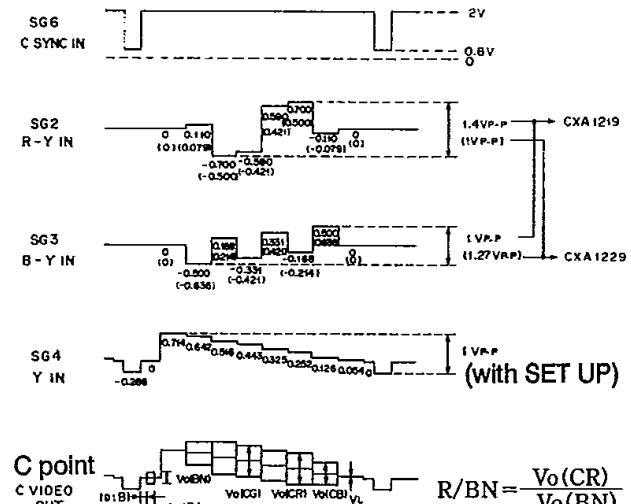 SG6
C SYNC IN
2V
0.6V
0
SG2
R-Y IN
0
(0)
0.110
(0.079)
-0.700
(-0.500)
-0.590
(-0.421)
0.590
(0.421)
0.700
(0.500)
-0.110
(-0.079)
0
(0)
1.4VP-P
(1VP-P)
CXA1219
SG3
B-Y IN
0
(0)
-0.500
(-0.636)
0.168
0.214
-0.331
(-0.421)
0.331
0.420
-0.168
(-0.214)
0.500
0.636
0
(0)
1VP-P
(1.27VP-P)
CXA1229
SG4
Y IN
-0.286
0
0.714
0.642
0.516
0.443
0.325
0.252
0.126
0.054
0
1VP-P
(with SET UP)
C point
C VIDEO
OUT
Vo(BN)
Vo(CG)
Vo(CR)
Vo(CB)
VL
R/BN=Vo(CR)
Vo(BN)